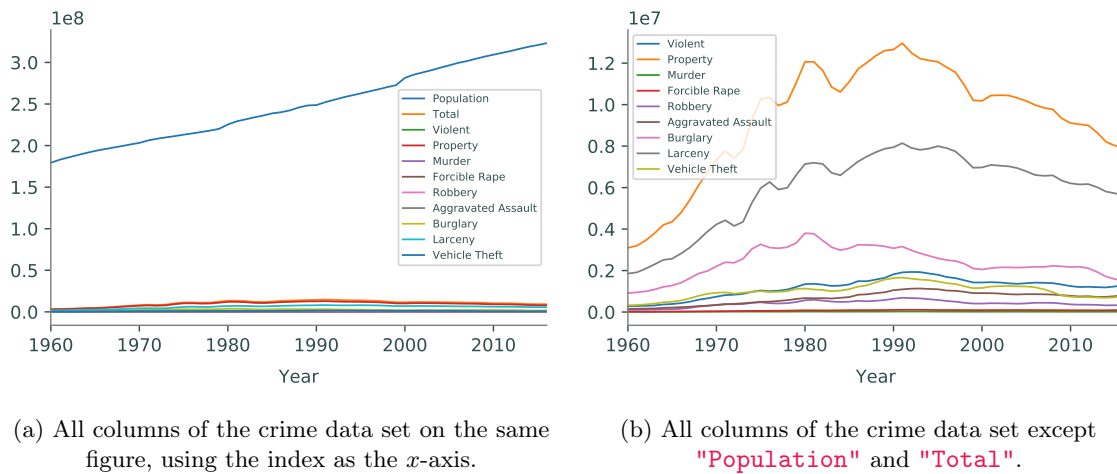 1e8
3.0
2.5
2.0
1.5
1.0
0.5
0.0
1960 1970 1980 1990 2000 2010
Year
Population
Total
Violent
Property
Murder
Forcible Rape
Robbery
Aggravated Assault
Burglary
Larceny
Vehicle Theft
(a) All columns of the crime data set on the same
figure, using the index as the x-axis.
1e7
1.2
1.0
0.8
0.6
0.4
0.2
0.0
1960 1970 1980 1990 2000 2010
Year
Violent
Property
Murder
Forcible Rape
Robbery
Aggravated Assault
Burglary
Larceny
Vehicle Theft
(b) All columns of the crime data set except
"Population" and "Total".